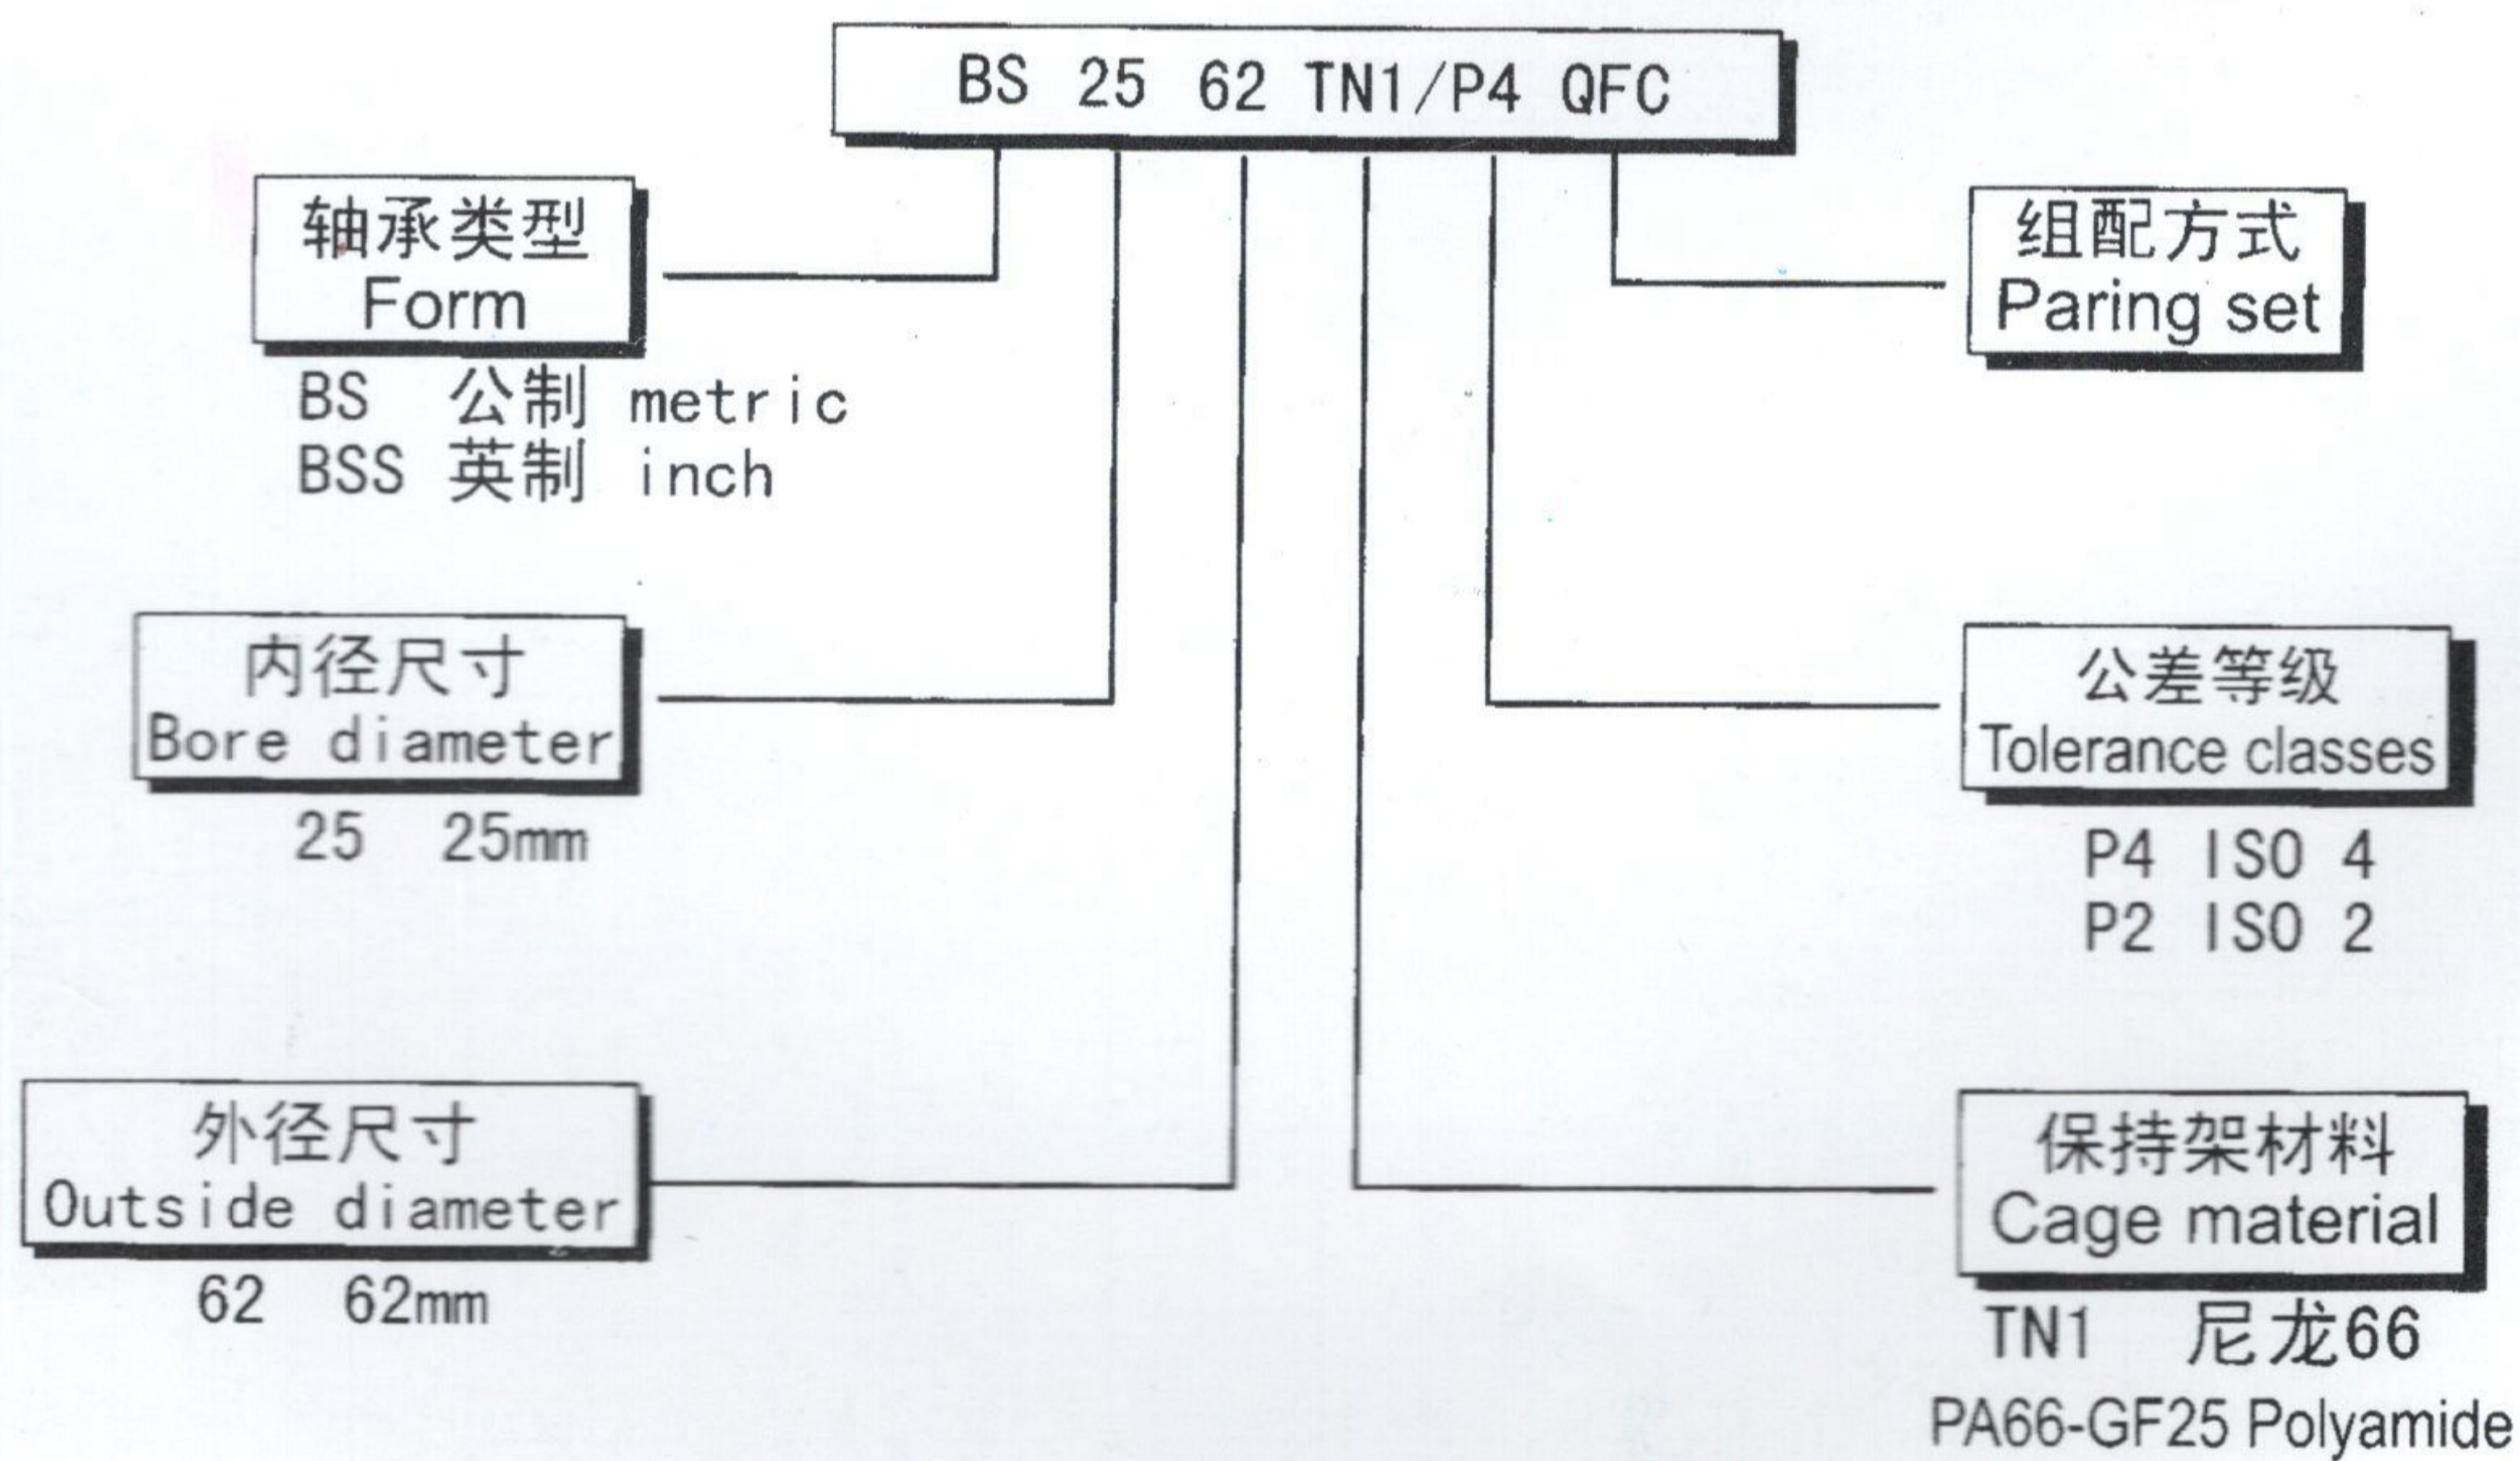 BS 25 62 TN1/P4 QFC
轴承类型
Form
BS 公制 metric
BSS 英制 inch
组配方式
Paring set
内径尺寸
Bore diameter
25 25mm
公差等级
Tolerance classes
P4 ISO 4
P2 ISO 2
外径尺寸
Outside diameter
62 62mm
保持架材料
Cage material
TN1 尼龙66
PA66-GF25 Polyamide